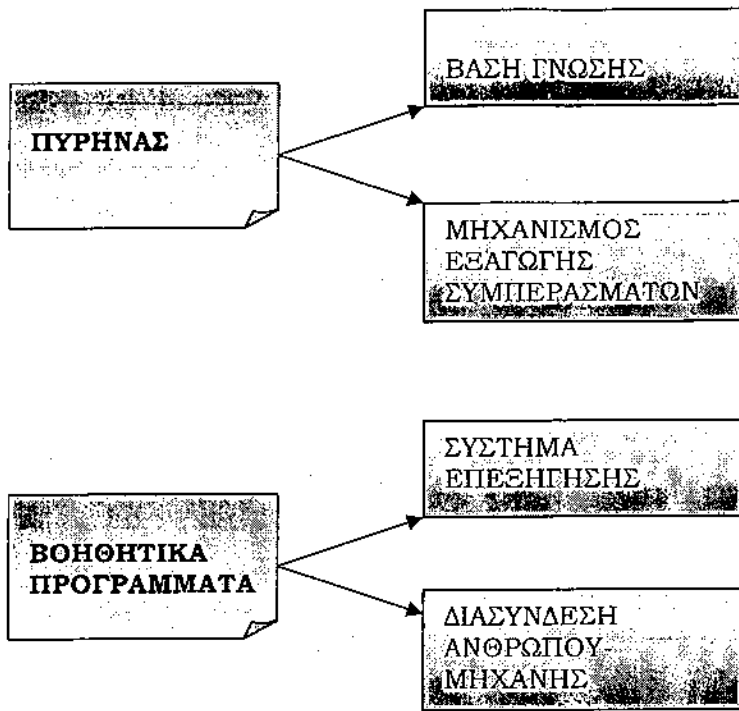 ΠΥΡΗΝΑΣ
ΒΑΣΗ ΓΝΩΣΗΣ
ΜΗΧΑΝΙΣΜΟΣ
ΕΞΑΓΩΓΗΣ
ΣΥΜΠΕΡΑΣΜΑΤΩΝ
ΒΟΗΘΗΤΙΚΑ
ΠΡΟΓΡΑΜΜΑΤΑ
ΣΥΣΤΗΜΑ
ΕΠΕΞΗΓΗΣΗΣ
ΔΙΑΣΥΝΔΕΣΗ
ΑΝΘΡΩΠΟΥ-
ΜΗΧΑΝΗΣ